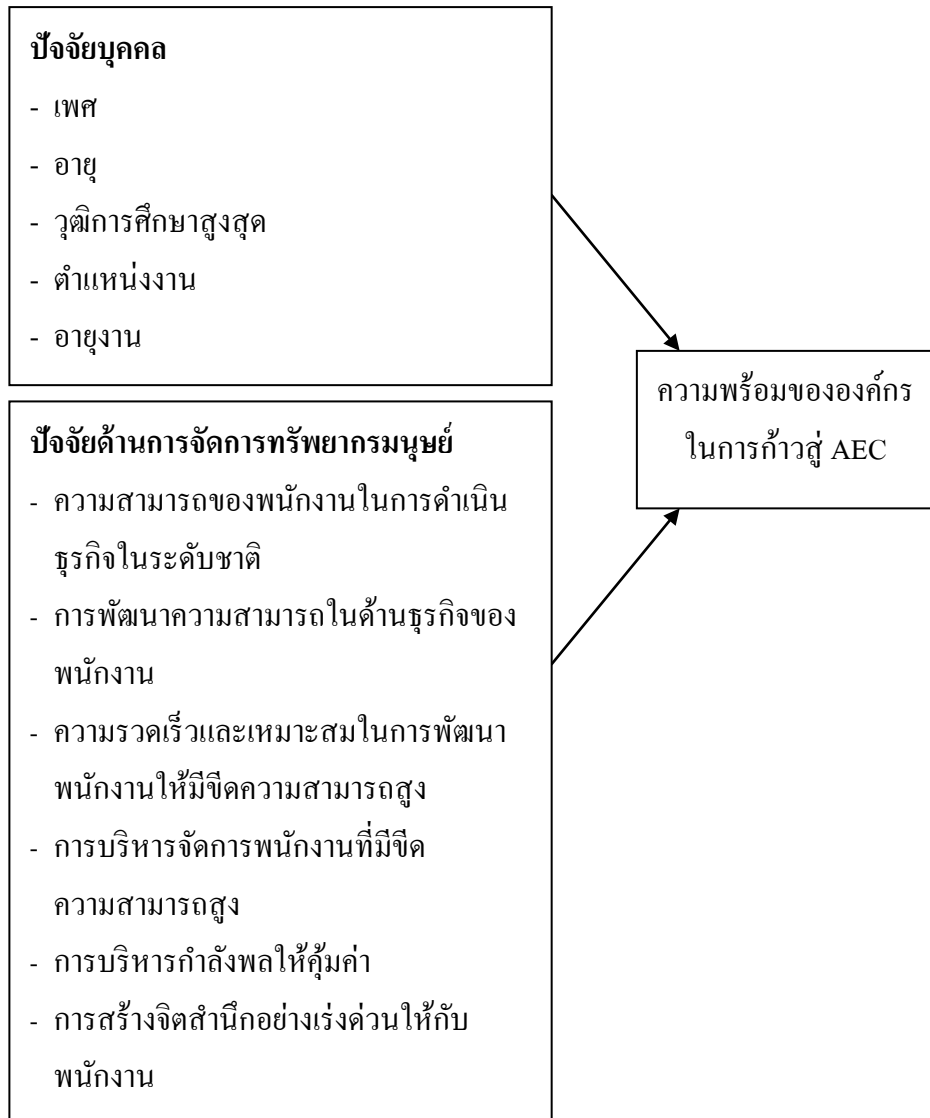 ปัจจัยบุคคล
- เพศ
- อายุ
- วุฒิการศึกษาสูงสุด
- ตำแหน่งงาน
- อายุงาน
ปัจจัยด้านการจัดการทรัพยากรมนุษย์
- ความสามารถของพนักงานในการดำเนิน
ธุรกิจในระดับชาติ
- การพัฒนาความสามารถในด้านธุรกิจของ
พนักงาน
- ความรวดเร็วและเหมาะสมในการพัฒนา
พนักงานให้มีขีดความสามารถสูง
- การบริหารจัดการพนักงานที่มีขีด
ความสามารถสูง
- การบริหารกำลังพลให้คุ้มค่า
- การสร้างจิตสำนึกอย่างเร่งด่วนให้กับ
พนักงาน
ความพร้อมขององค์กร
ในการก้าวสู่ AEC